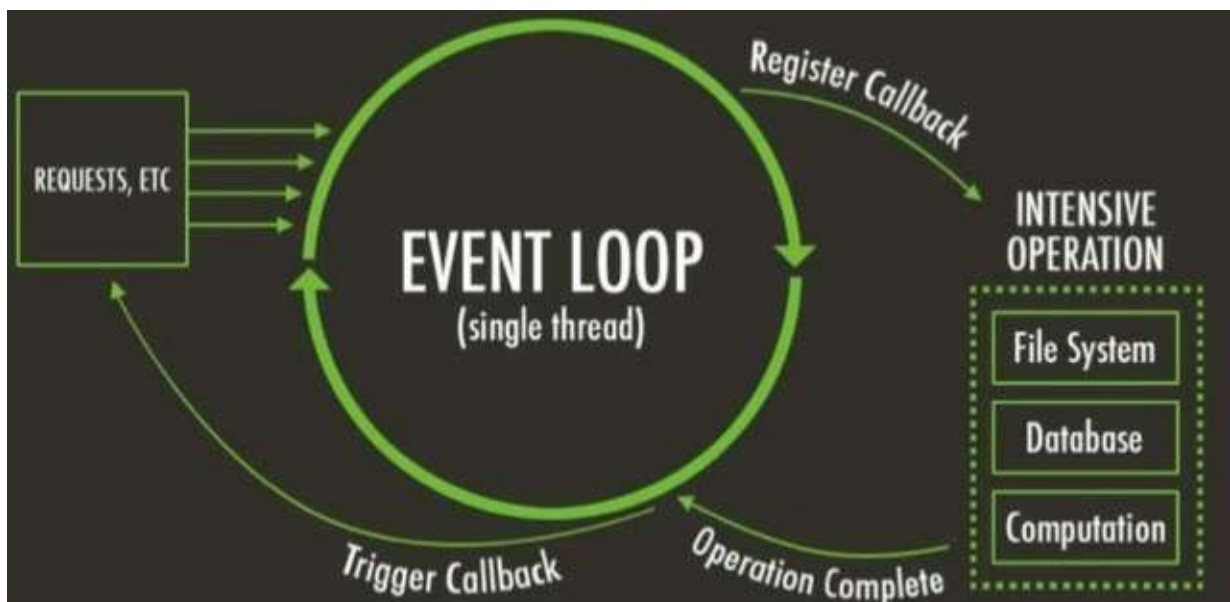 REQUESTS, ETC
EVENT LOOP
(single thread)
Register Callback
INTENSIVE
OPERATION
File System
Database
Computation
Operation Complete
Trigger Callback